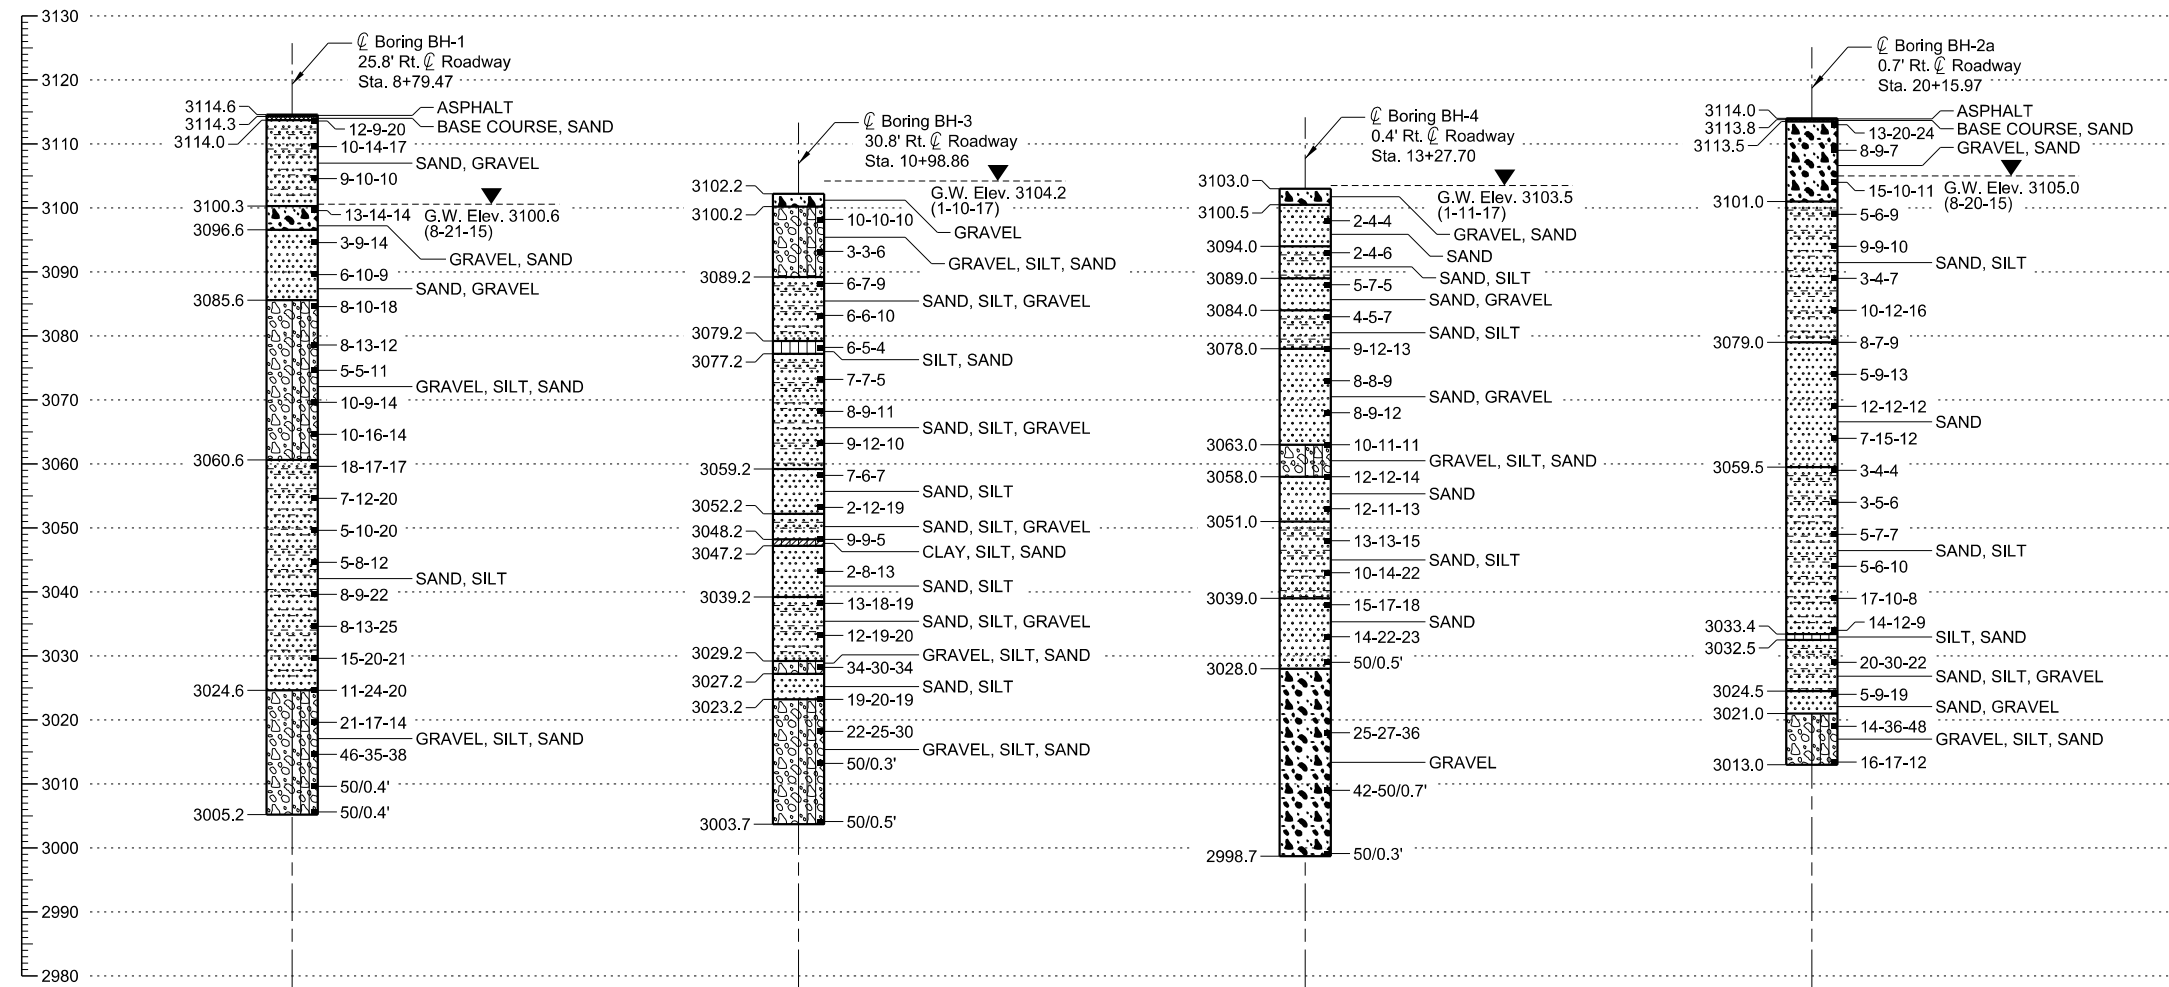 3130
3120
3110
3100
3090
3080
3070
3060
3050
3040
3030
3020
3010
3000
2990
2980
℄ Boring BH-1
25.8' Rt. ℄ Roadway
Sta. 8+79.47
3114.6
3114.3
3114.0
3100.3
3096.6
3085.6
3060.6
3024.6
3005.2
ASPHALT
BASE COURSE, SAND
12-9-20
10-14-17
SAND, GRAVEL
9-10-10
13-14-14
G.W. Elev. 3100.6
(8-21-15)
3-9-14
GRAVEL, SAND
6-10-9
SAND, GRAVEL
8-10-18
8-13-12
5-5-11
GRAVEL, SILT, SAND
10-9-14
10-16-14
18-17-17
7-12-20
5-10-20
5-8-12
SAND, SILT
8-9-22
8-13-25
15-20-21
11-24-20
21-17-14
GRAVEL, SILT, SAND
46-35-38
50/0.4'
50/0.4'
℄ Boring BH-3
30.8' Rt. ℄ Roadway
Sta. 10+98.86
3102.2
3100.2
3089.2
3079.2
3077.2
3059.2
3052.2
3048.2
3047.2
3039.2
3029.2
3027.2
3023.2
3003.7
G.W. Elev. 3104.2
(1-10-17)
10-10-10
GRAVEL
3-3-6
GRAVEL, SILT, SAND
6-7-9
SAND, SILT, GRAVEL
6-6-10
6-5-4
SILT, SAND
7-7-5
8-9-11
SAND, SILT, GRAVEL
9-12-10
7-6-7
SAND, SILT
2-12-19
SAND, SILT, GRAVEL
9-9-5
CLAY, SILT, SAND
2-8-13
SAND, SILT
13-18-19
SAND, SILT, GRAVEL
12-19-20
GRAVEL, SILT, SAND
34-30-34
SAND, SILT
19-20-19
22-25-30
GRAVEL, SILT, SAND
50/0.3'
50/0.5'
℄ Boring BH-4
0.4' Rt. ℄ Roadway
Sta. 13+27.70
3103.0
3100.5
3094.0
3089.0
3084.0
3078.0
3063.0
3058.0
3051.0
3039.0
3028.0
2998.7
G.W. Elev. 3103.5
(1-11-17)
2-4-4
GRAVEL, SAND
2-4-6
SAND
SAND, SILT
5-7-5
SAND, GRAVEL
4-5-7
SAND, SILT
9-12-13
8-8-9
SAND, GRAVEL
8-9-12
10-11-11
GRAVEL, SILT, SAND
12-12-14
SAND
12-11-13
13-13-15
SAND, SILT
10-14-22
15-17-18
SAND
14-22-23
50/0.5'
25-27-36
GRAVEL
42-50/0.7'
50/0.3'
℄ Boring BH-2a
0.7' Rt. ℄ Roadway
Sta. 20+15.97
3114.0
3113.8
3113.5
3101.0
3079.0
3059.5
3033.4
3032.5
3024.5
3021.0
3013.0
ASPHALT
BASE COURSE, SAND
13-20-24
8-9-7
GRAVEL, SAND
15-10-11
G.W. Elev. 3105.0
(8-20-15)
5-6-9
9-9-10
SAND, SILT
3-4-7
10-12-16
8-7-9
5-9-13
12-12-12
SAND
7-15-12
3-4-4
3-5-6
5-7-7
SAND, SILT
5-6-10
17-10-8
14-12-9
SILT, SAND
20-30-22
SAND, SILT, GRAVEL
5-9-19
SAND, GRAVEL
14-36-48
GRAVEL, SILT, SAND
16-17-12